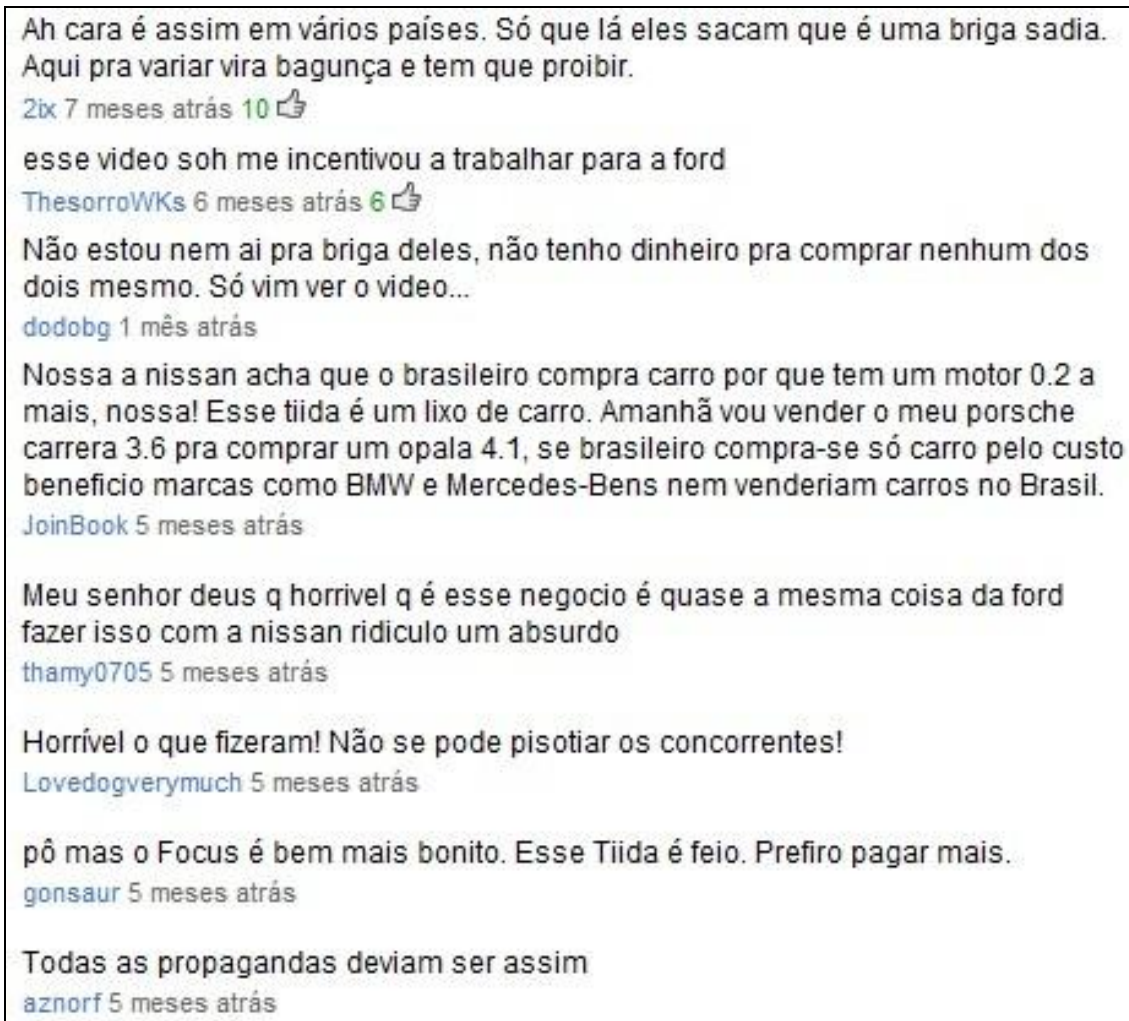 Ah cara é assim em vários países. Só que lá eles sacam que é uma briga sadia.
Aqui pra variar vira bagunça e tem que proibir.
2ix 7 meses atrás 10
esse video soh me incentivou a trabalhar para a ford
ThesorroWKs 6 meses atrás 6
Não estou nem ai pra briga deles, não tenho dinheiro pra comprar nenhum dos
dois mesmo. Só vim ver o video...
dodobg 1 mês atrás
Nossa a nissan acha que o brasileiro compra carro por que tem um motor 0.2 a
mais, nossa! Esse tiida é um lixo de carro. Amanhã vou vender o meu porsche
carrera 3.6 pra comprar um opala 4.1, se brasileiro compra-se só carro pelo custo
beneficio marcas como BMW e Mercedes-Bens nem venderiam carros no Brasil.
JoinBook 5 meses atrás
Meu senhor deus q horrivel q é esse negocio é quase a mesma coisa da ford
fazer isso com a nissan ridiculo um absurdo
thamy0705 5 meses atrás
Horrível o que fizeram! Não se pode pisotiar os concorrentes!
Lovedogverymuch 5 meses atrás
pô mas o Focus é bem mais bonito. Esse Tiida é feio. Prefiro pagar mais.
gonsaur 5 meses atrás
Todas as propagandas deviam ser assim
aznorf 5 meses atrás